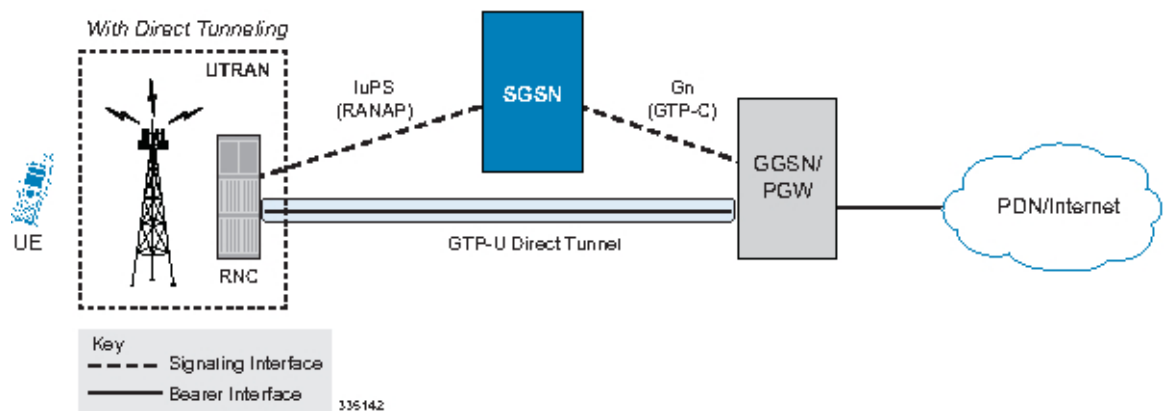 With Direct Tunneling
UTRAN
IuPS
(RANAP)
SGSN
Gn
(GTP-C)
GGSN/
PGW
PDN/Internet
UE
RNC
GTP-U Direct Tunnel
Key
Signaling Interface
Bearer Interface
336142